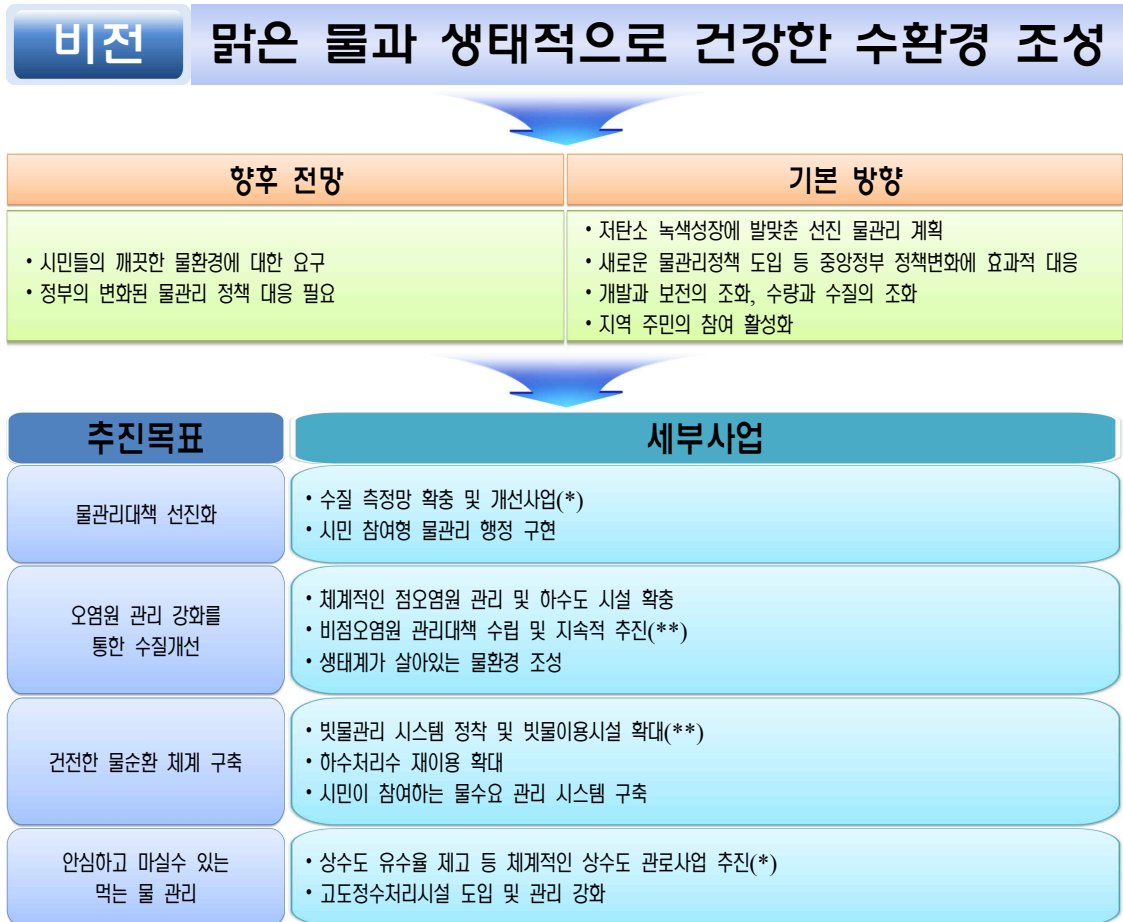 비전
맑은 물과 생태적으로 건강한 수환경 조성
향후 전망
• 시민들의 깨끗한 물환경에 대한 요구
• 정부의 변화된 물관리 정책 대응 필요
기본 방향
• 저탄소 녹색성장에 발맞춘 선진 물관리 계획
• 새로운 물관리정책 도입 등 중앙정부 정책변화에 효과적 대응
• 개발과 보전의 조화, 수량과 수질의 조화
• 지역 주민의 참여 활성화
추진목표
세부사업
물관리대책 선진화
• 수질 측정망 확충 및 개선사업(*)
• 시민 참여형 물관리 행정 구현
오염원 관리 강화를
통한 수질개선
• 체계적인 점오염원 관리 및 하수도 시설 확충
• 비점오염원 관리대책 수립 및 지속적 추진(**)
• 생태계가 살아있는 물환경 조성
건전한 물순환 체계 구축
• 빗물관리 시스템 정착 및 빗물이용시설 확대(**)
• 하수처리수 재이용 확대
• 시민이 참여하는 물수요 관리 시스템 구축
안심하고 마실수 있는
먹는 물 관리
• 상수도 유수율 제고 등 체계적인 상수도 관로사업 추진(*)
• 고도정수처리시설 도입 및 관리 강화